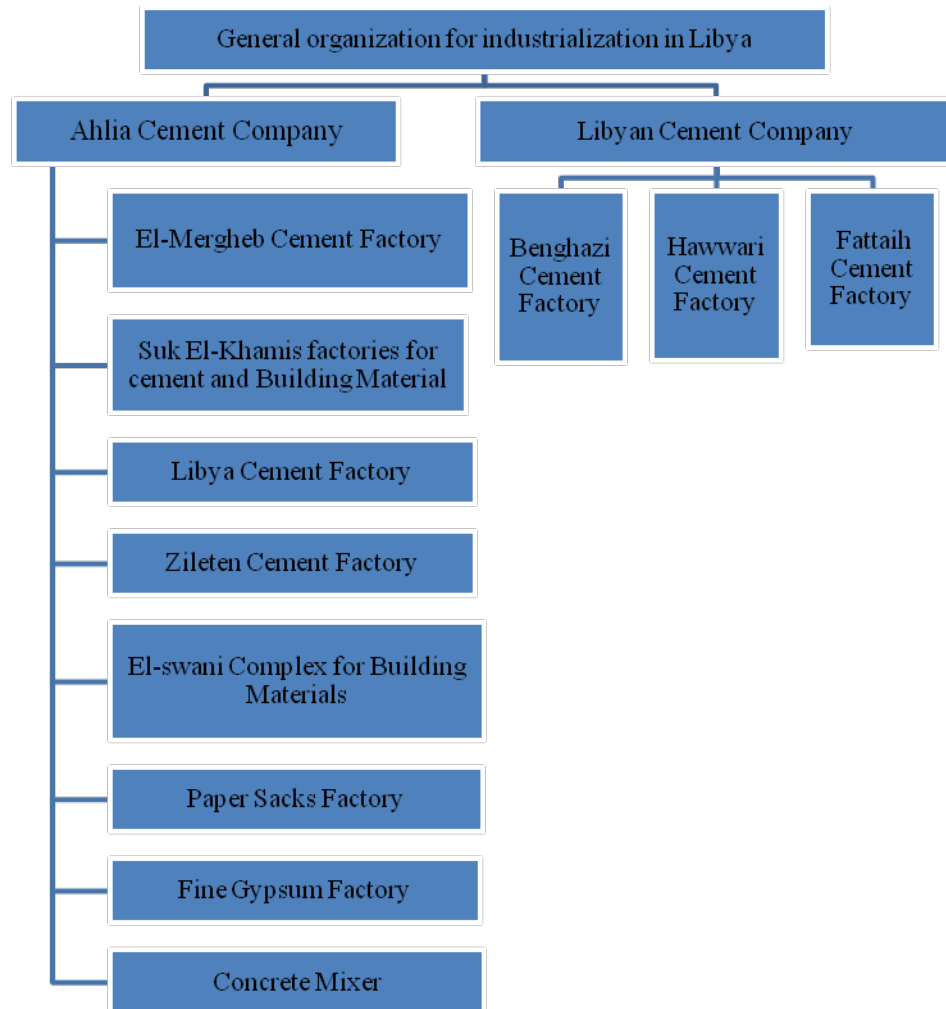 General organization for industrialization in Libya
Ahlia Cement Company
Libyan Cement Company
El-Mergheb Cement Factory
Suk El-Khamis factories for
cement and Building Material
Libya Cement Factory
Zileten Cement Factory
El-swani Complex for Building
Materials
Paper Sacks Factory
Fine Gypsum Factory
Concrete Mixer
Benghazi
Cement
Factory
Hawwari
Cement
Factory
Fattaih
Cement
Factory